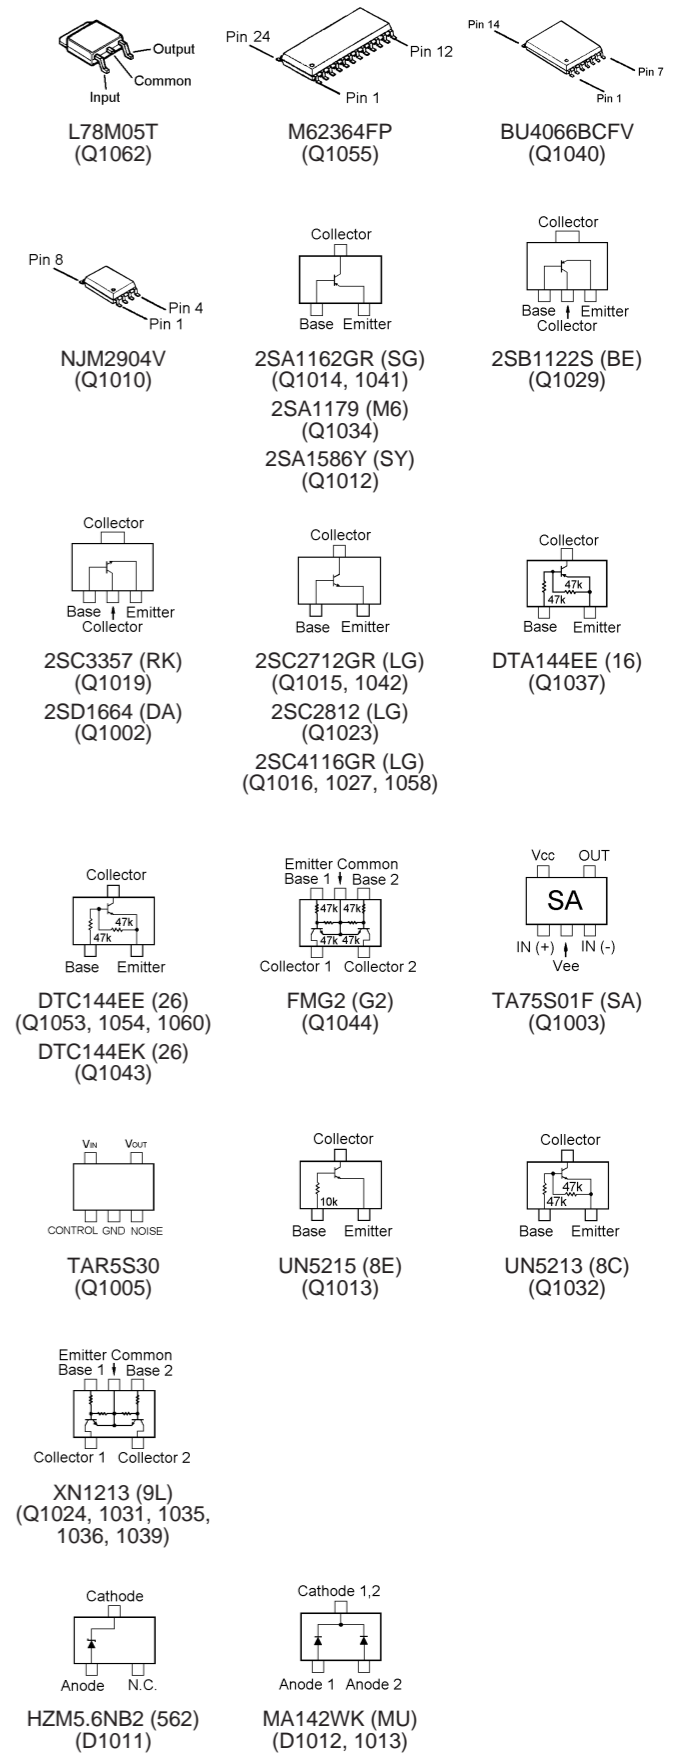 Output
Common
Input
L78M05T
(Q1062)
Pin 24
Pin 12
Pin 1
M62364FP
(Q1055)
Pin 14
Pin 7
Pin 1
BU4066BCFV
(Q1040)
Pin 8
Pin 4
Pin 1
NJM2904V
(Q1010)
Collector
Base Emitter
2SA1162GR (SG)
(Q1014, 1041)
2SA1179 (M6)
(Q1034)
2SA1586Y (SY)
(Q1012)
Collector
Base Emitter
Collector
2SB1122S (BE)
(Q1029)
Collector
Base Emitter
Collector
2SC3357 (RK)
(Q1019)
2SD1664 (DA)
(Q1002)
Collector
Base Emitter
2SC2712GR (LG)
(Q1015, 1042)
2SC2812 (LG)
(Q1023)
2SC4116GR (LG)
(Q1016, 1027, 1058)
Collector
47k
47k
Base Emitter
DTA144EE (16)
(Q1037)
Collector
47k
47k
Base Emitter
DTC144EE (26)
(Q1053, 1054, 1060)
DTC144EK (26)
(Q1043)
Emitter Common
Base 1 Base 2
47k 47k
47k 47k
Collector 1 Collector 2
FMG2 (G2)
(Q1044)
Vcc OUT
SA
IN (+) IN (-)
Vee
TA75S01F (SA)
(Q1003)
VIN VOUT
CONTROL GND NOISE
TAR5S30
(Q1005)
Collector
10k
Base Emitter
UN5215 (8E)
(Q1013)
Collector
47k
47k
Base Emitter
UN5213 (8C)
(Q1032)
Emitter Common
Base 1 Base 2
Collector 1 Collector 2
XN1213 (9L)
(Q1024, 1031, 1035,
1036, 1039)
Cathode
Anode N.C.
HZM5.6NB2 (562)
(D1011)
Cathode 1,2
Anode 1 Anode 2
MA142WK (MU)
(D1012, 1013)